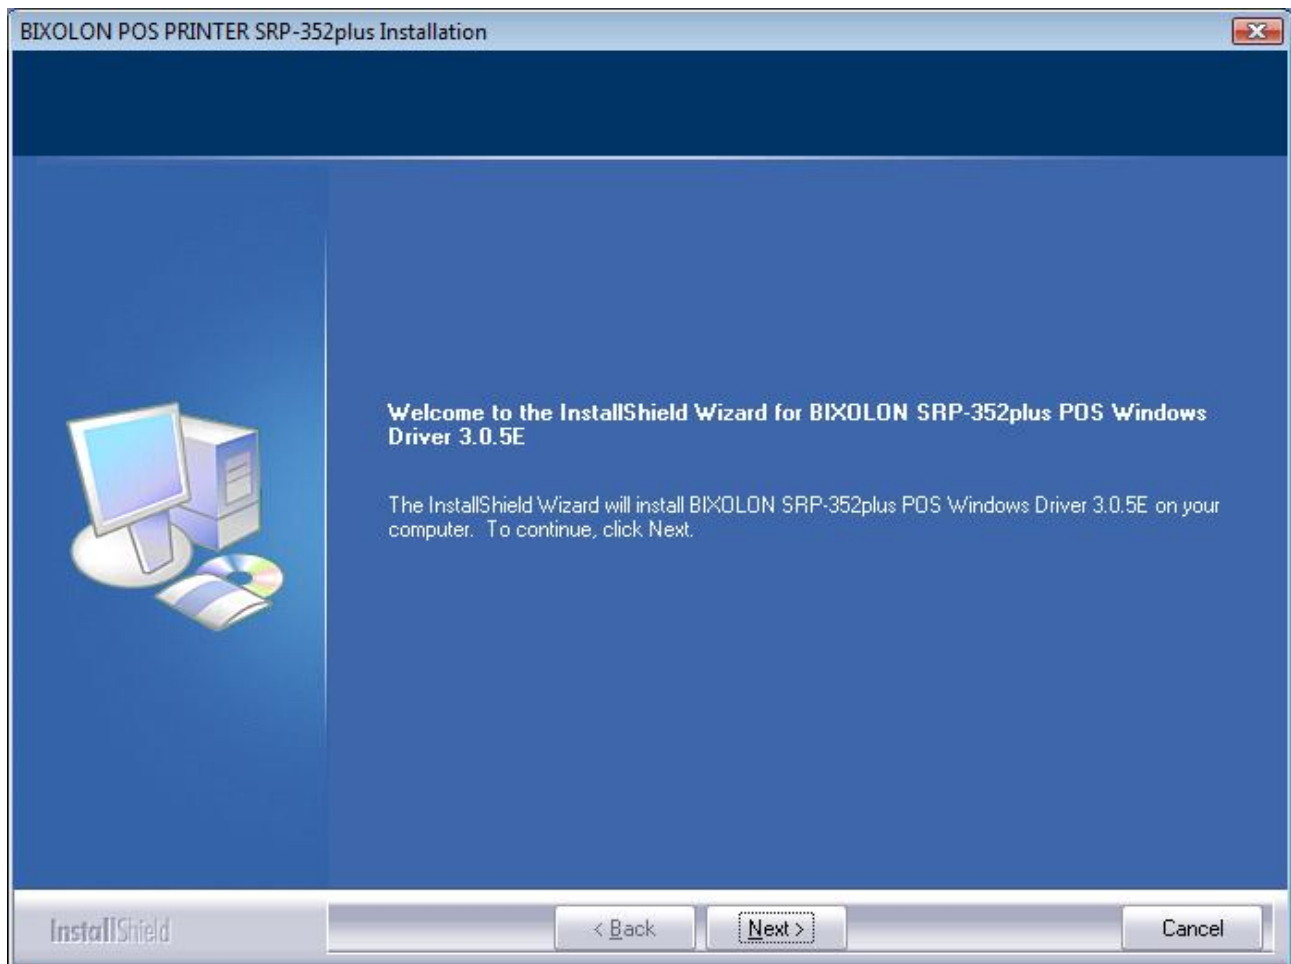 BIXOLON POS PRINTER SRP-352plus Installation
Welcome to the InstallShield Wizard for BIXOLON SRP-352plus POS Windows
Driver 3.0.5E
The InstallShield Wizard will install BIXOLON SRP-352plus POS Windows Driver 3.0.5E on your
computer. To continue, click Next.
InstallShield
< Back
Next >
Cancel